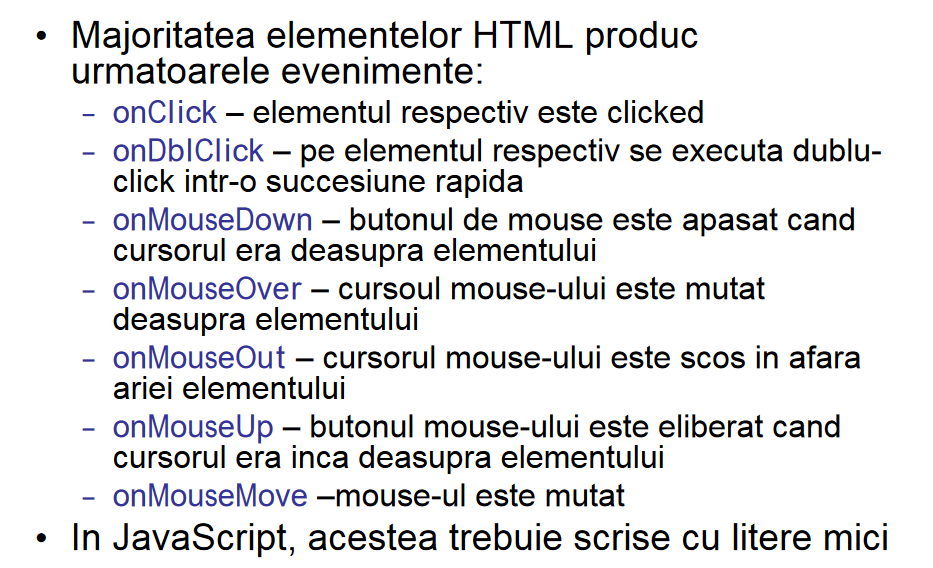 • Majoritatea elementelor HTML produc
urmatoarele evenimente:
– onClick – elementul respectiv este clicked
– onDblClick – pe elementul respectiv se executa dublu-
click intr-o succesiune rapida
– onMouseDown – butonul de mouse este apasat cand
cursorul era deasupra elementului
– onMouseOver – cursoul mouse-ului este mutat
deasupra elementului
– onMouseOut – cursorul mouse-ului este scos in afara
ariei elementului
– onMouseUp – butonul mouse-ului este eliberat cand
cursorul era inca deasupra elementului
– onMouseMove –mouse-ul este mutat
• In JavaScript, acestea trebuie scrise cu litere mici